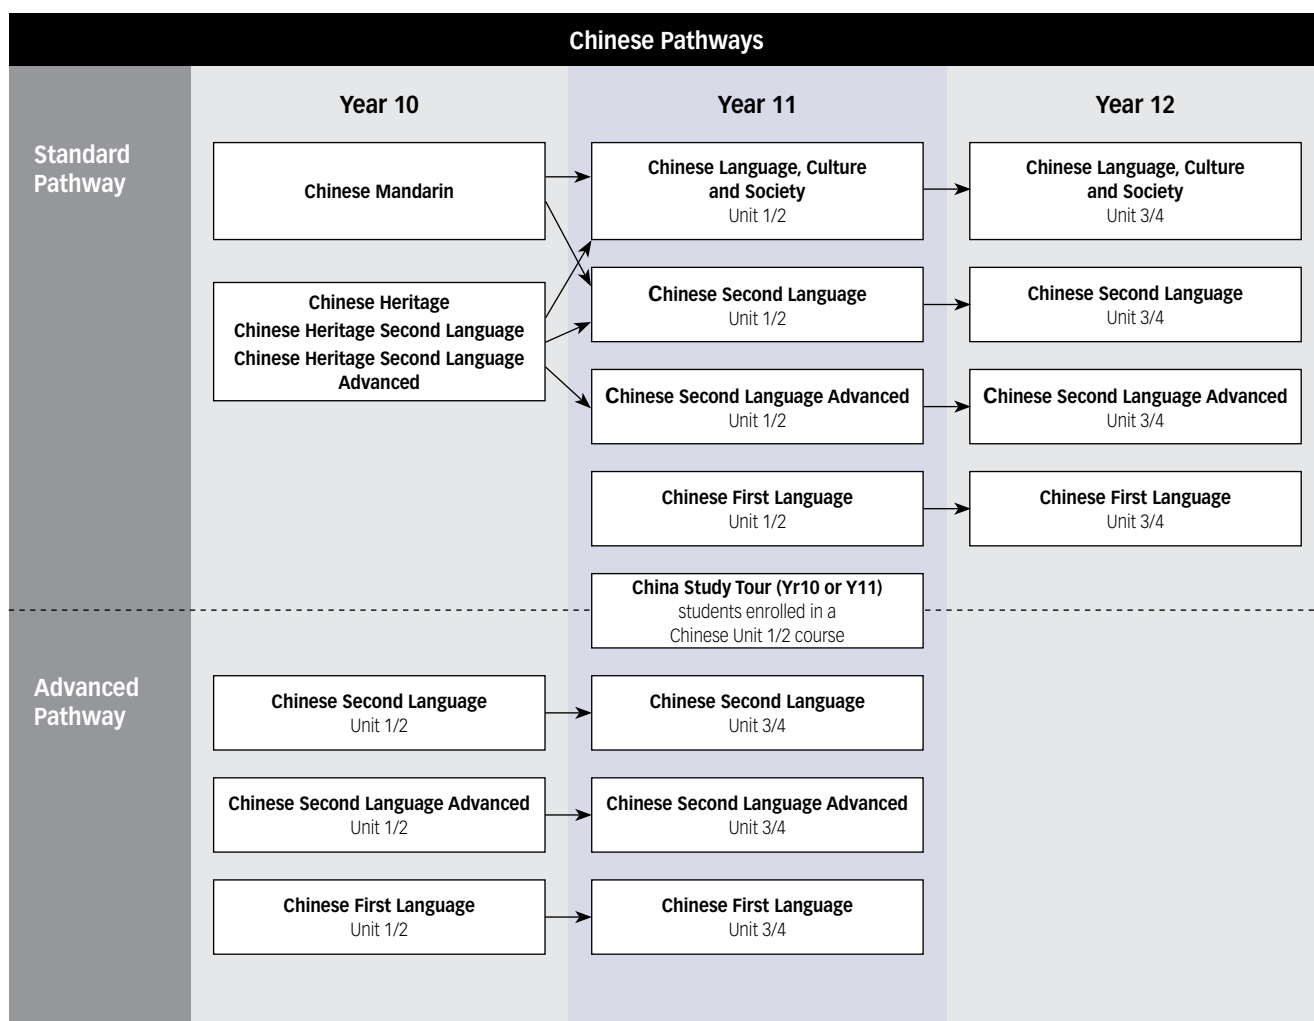 Chinese Pathways
Year 10
Year 11
Year 12
Standard
Pathway
Chinese Mandarin
Chinese Heritage
Chinese Heritage Second Language
Chinese Heritage Second Language
Advanced
Chinese Language, Culture
and Society
Unit 1/2
Chinese Second Language
Unit 1/2
Chinese Second Language Advanced
Unit 1/2
Chinese First Language
Unit 1/2
Chinese Language, Culture
and Society
Unit 3/4
Chinese Second Language
Unit 3/4
Chinese Second Language Advanced
Unit 3/4
Chinese First Language
Unit 3/4
China Study Tour (Yr10 or Y11)
students enrolled in a
Chinese Unit 1/2 course
Advanced
Pathway
Chinese Second Language
Unit 1/2
Chinese Second Language Advanced
Unit 1/2
Chinese First Language
Unit 1/2
Chinese Second Language
Unit 3/4
Chinese Second Language Advanced
Unit 3/4
Chinese First Language
Unit 3/4